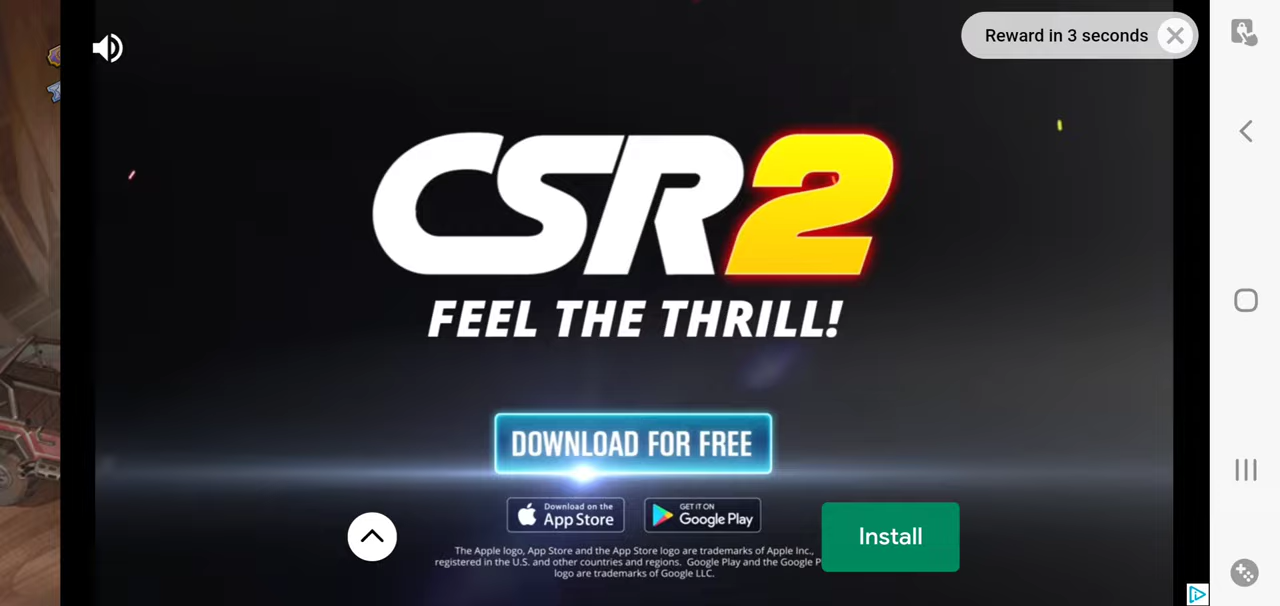 Reward in 3 seconds
CSR2
FEEL THE THRILL!
DOWNLOAD FOR FREE
Download on the
App Store
GET IT ON
Google Play
Install
The Apple logo, App Store and the App Store logo are trademarks of Apple Inc.,
registered in the U.S. and other countries and regions. Google Play and the Google P
logo are trademarks of Google LLC.